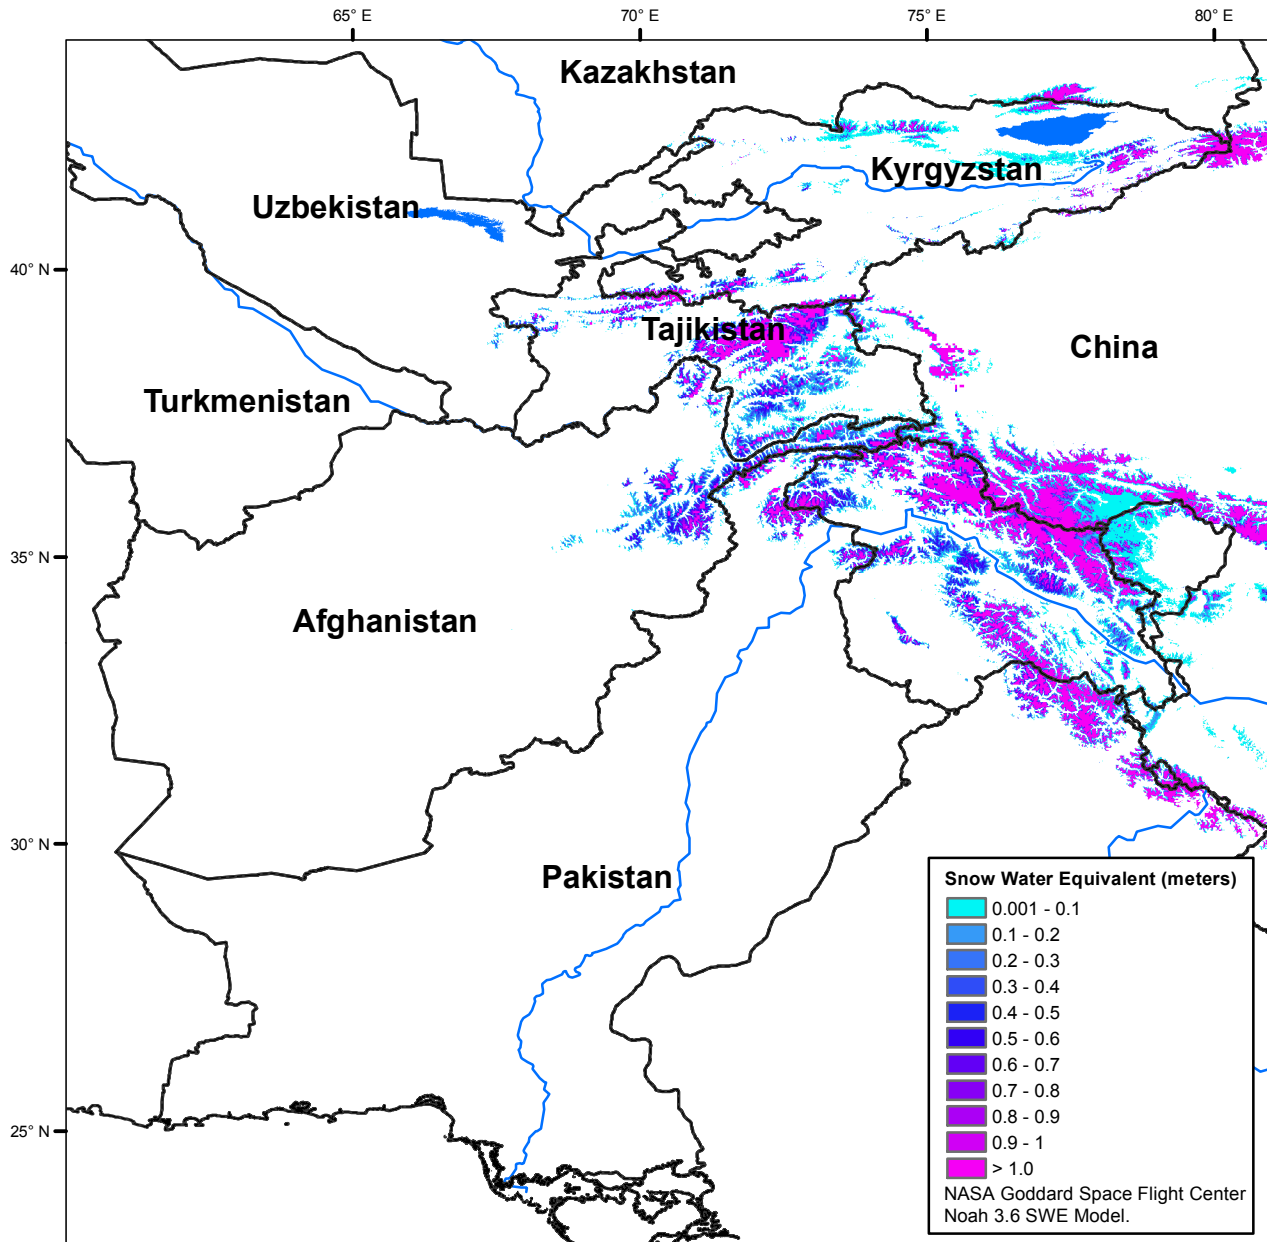 65° E
70° E
75° E
80° E
Kazakhstan
Kyrgyzstan
Uzbekistan
40° N
Tajikistan
China
Turkmenistan
35° N
Afghanistan
30° N
Pakistan
25° N
Snow Water Equivalent (meters)
0.001 - 0.1
0.1 - 0.2
0.2 - 0.3
0.3 - 0.4
0.4 - 0.5
0.5 - 0.6
0.6 - 0.7
0.7 - 0.8
0.8 - 0.9
0.9 - 1
> 1.0
NASA Goddard Space Flight Center
Noah 3.6 SWE Model.